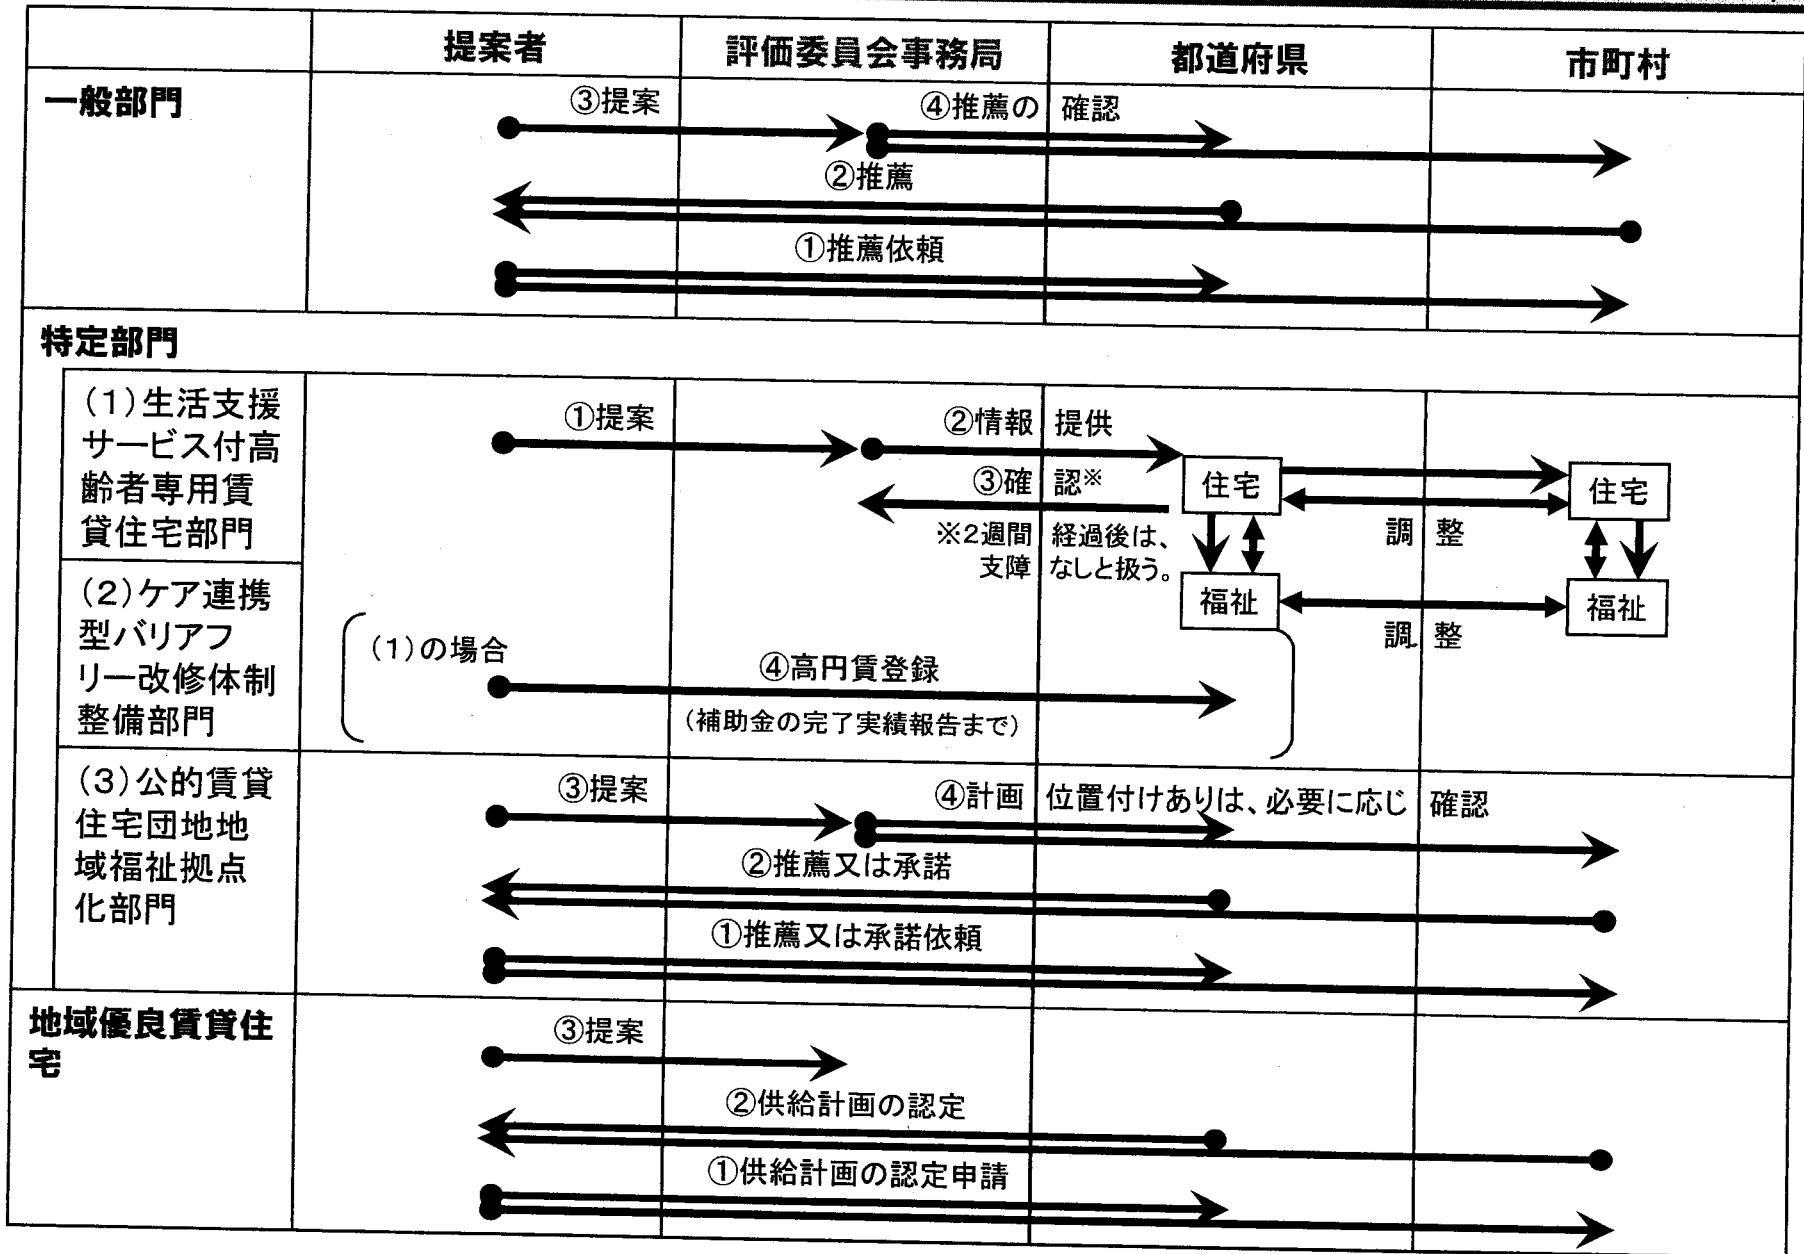 提案者 評価委員会事務局 都道府県 市町村
一般部門
③提案 ④推薦の 確認
②推薦
①推薦依頼
特定部門
(1)生活支援
サービス付高
齢者専用賃
貸住宅部門
①提案 ②情報 提供
③確 認※
※2週間 経過後は、
支障 なしと扱う。
住宅
住宅
調 整
福祉
福祉
調 整
(2)ケア連携
型バリアフ
リー改修体制
整備部門
(1)の場合
④高円賃登録
(補助金の完了実績報告まで)
(3)公的賃貸
住宅団地地
域福祉拠点
化部門
③提案 ④計画 位置付けありは、必要に応じ 確認
②推薦又は承諾
①推薦又は承諾依頼
地域優良賃貸住
宅
③提案
②供給計画の認定
①供給計画の認定申請